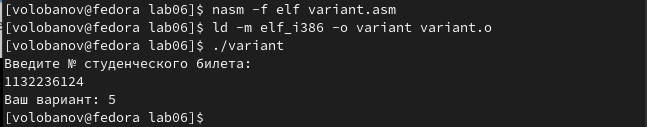 [volobanov@fedora lab06]$ nasm -f elf variant.asm
[volobanov@fedora lab06]$ ld -m elf_i386 -o variant variant.o
[volobanov@fedora lab06]$ ./variant
Введите № студенческого билета:
1132236124
Ваш вариант: 5
[volobanov@fedora lab06]$